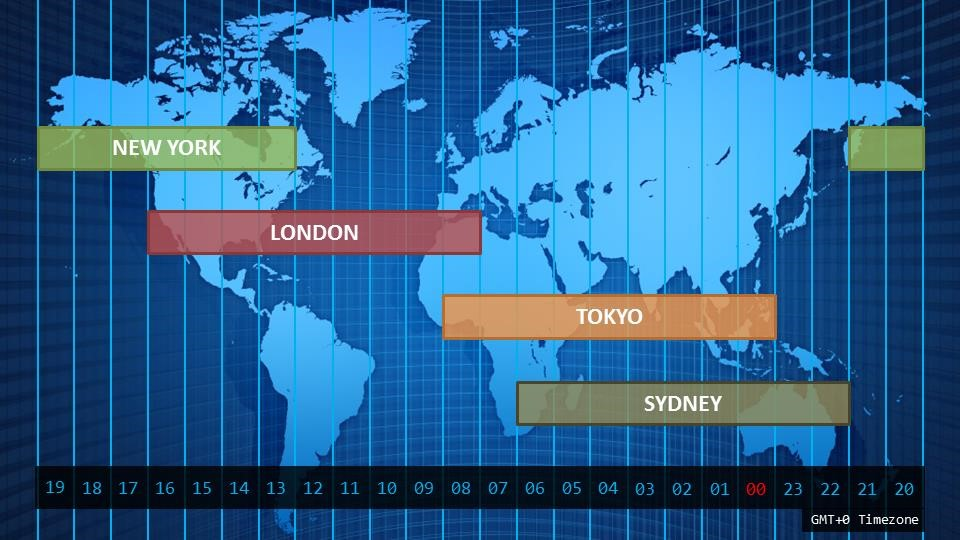 NEW YORK
LONDON
TOKYO
SYDNEY
19 18 17 16 15 14 13 12 11 10 09 08 07 06 05 04 03 02 01 00 23 22 21 20
GMT+0 Timezone